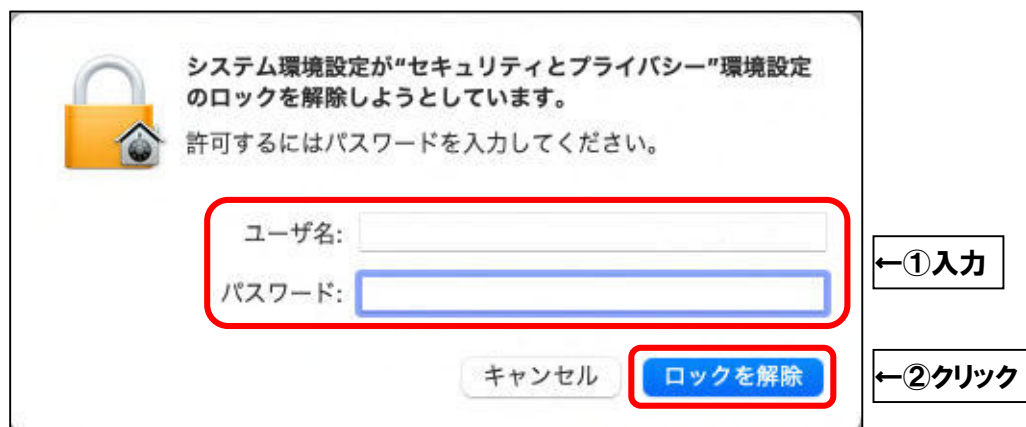 システム環境設定が“セキュリティとプライバシー”環境設定
のロックを解除しようとしています。
許可するにはパスワードを入力してください。
ユーザ名:
←①入力
パスワード:
キャンセル
ロックを解除
←②クリック